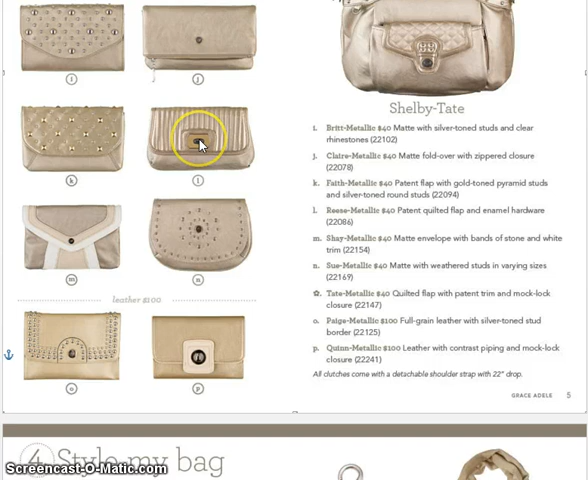 i
j
k
l
m
n
leather $100
o
p
Shelby-Tate
i. Britt-Metallic $40 Matte with silver-toned studs and clear
rhinestones (22102)
j. Claire-Metallic $40 Matte fold-over with zippered closure
(22078)
k. Faith-Metallic $40 Patent flap with gold-toned pyramid studs
and silver-toned round studs (22094)
l. Reese-Metallic $40 Patent quilted flap and enamel hardware
(22086)
m. Shay-Metallic $40 Matte envelope with bands of stone and white
trim (22154)
n. Sue-Metallic $40 Matte with weathered studs in varying sizes
(22169)
Tate-Metallic $40 Quilted flap with patent trim and mock-lock
closure (22147)
o. Paige-Metallic $100 Full-grain leather with silver-toned stud
border (22125)
p. Quinn-Metallic $100 Leather with contrast piping and mock-lock
closure (22241)
All clutches come with a detachable shoulder strap with 22" drop.
GRACE ADELE 5
4 Style my bag
Screencast-O-Matic.com